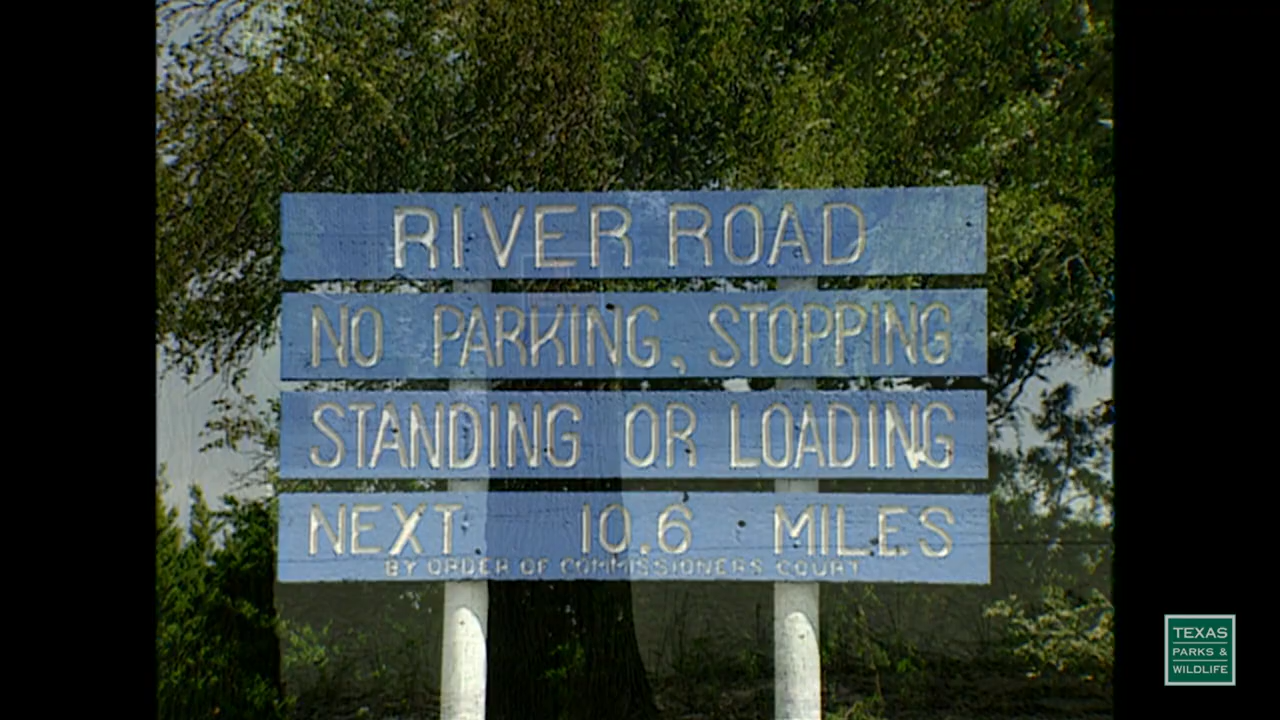 RIVER ROAD
NO PARKING, STOPPING
STANDING OR LOADING
NEXT 10.6 MILES
BY ORDER OF COMMISSIONERS COURT
TEXAS
PARKS &
WILDLIFE